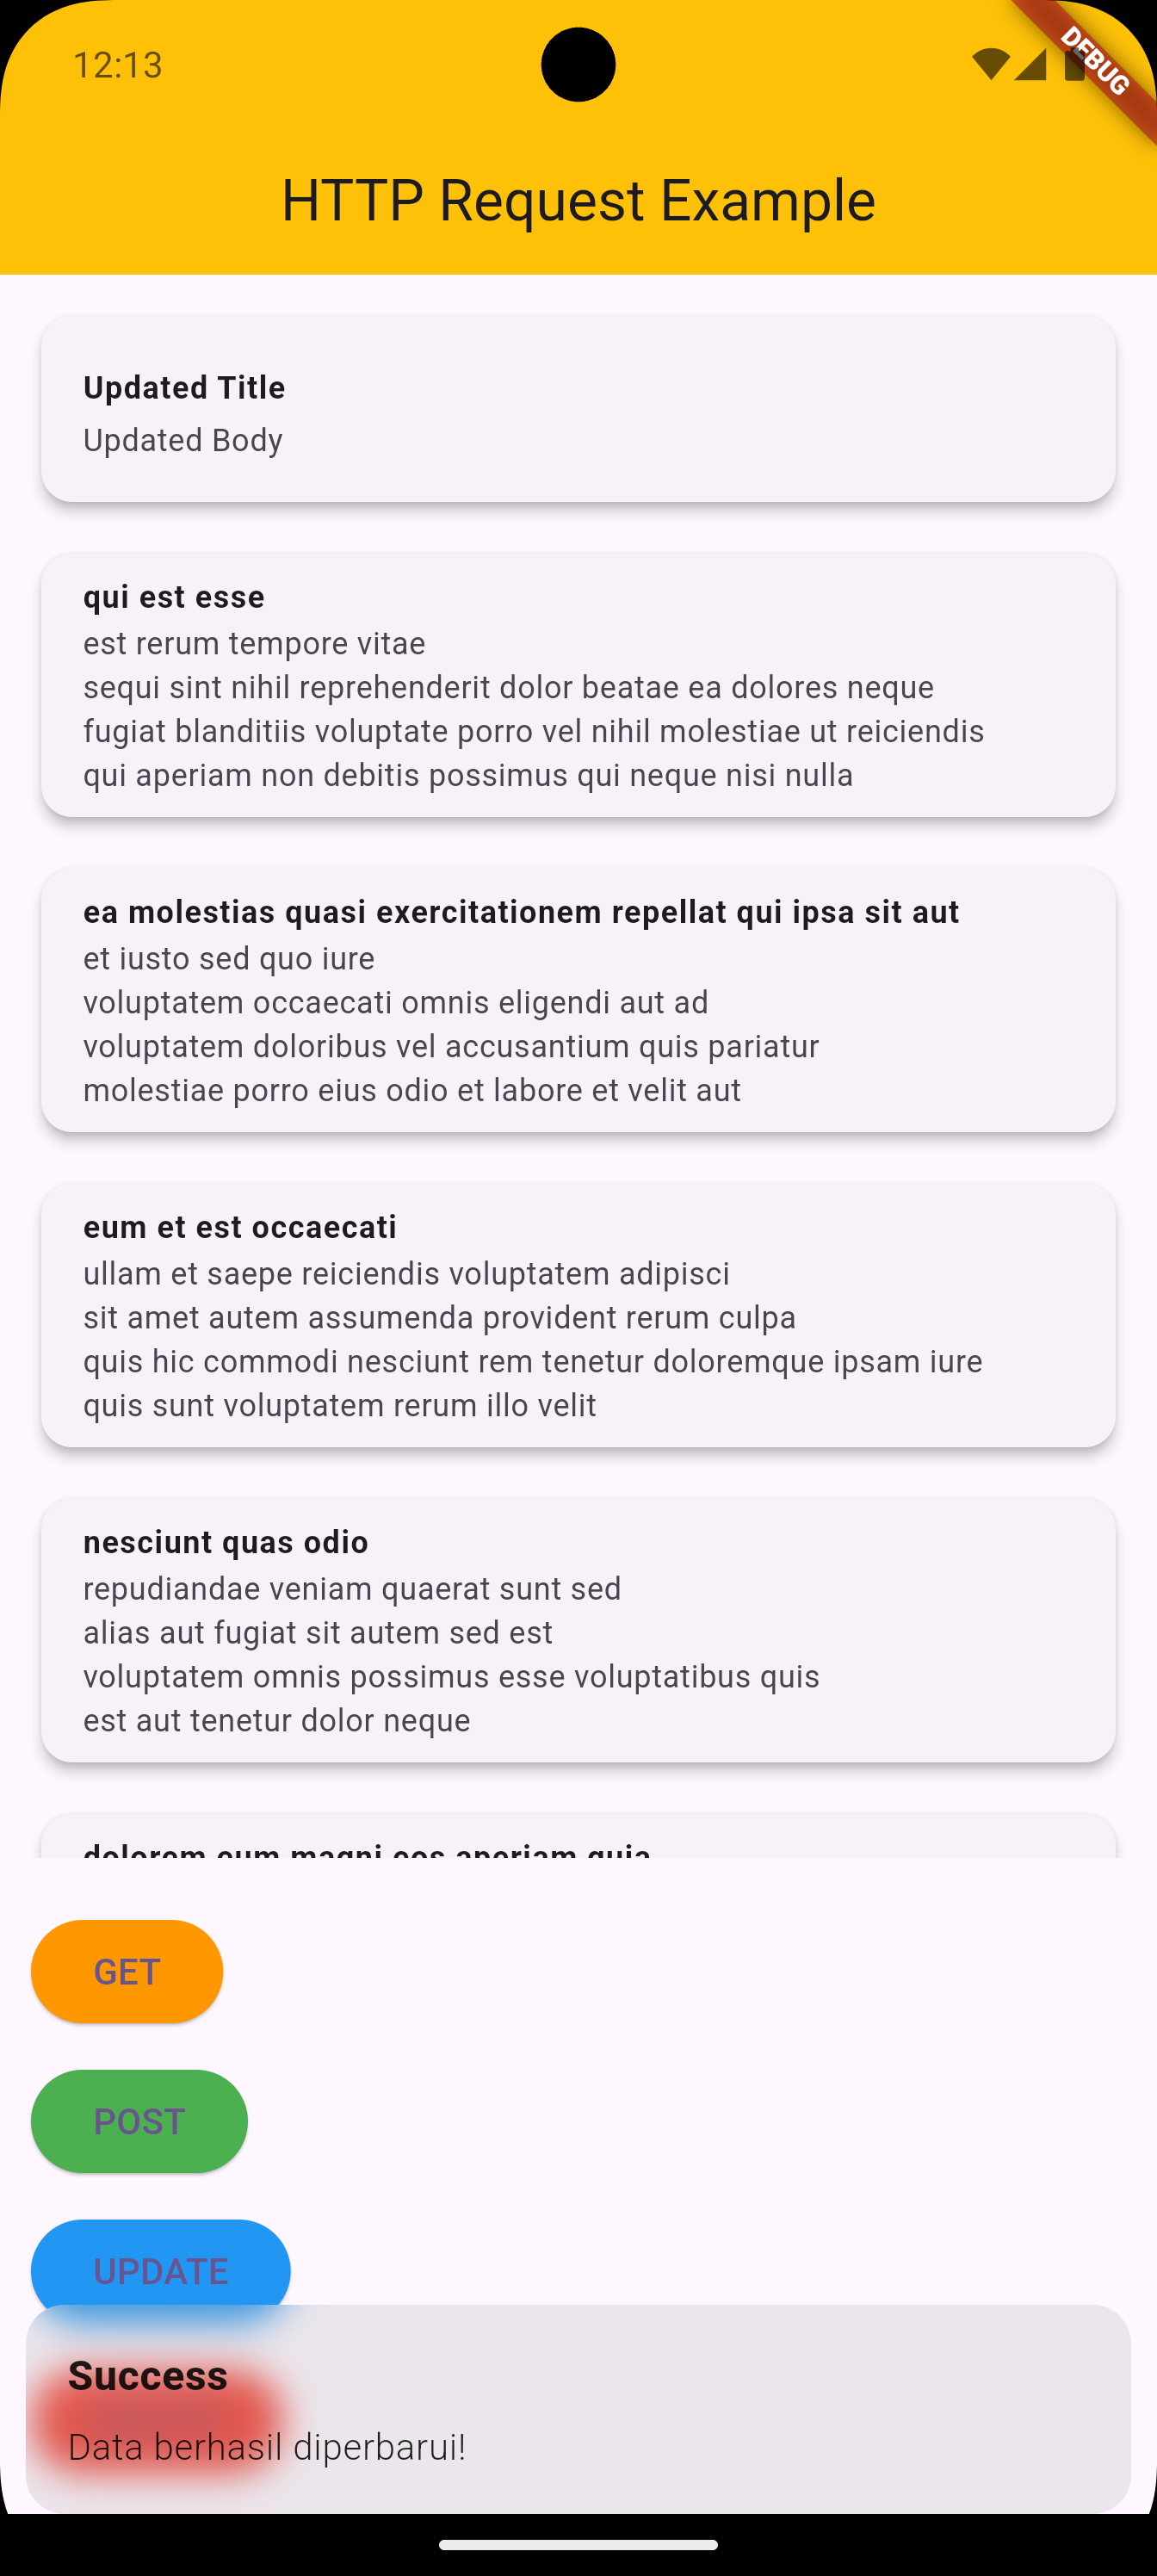 12:13
DEBUG
HTTP Request Example
Updated Title
Updated Body
qui est esse
est rerum tempore vitae
sequi sint nihil reprehenderit dolor beatae ea dolores neque
fugiat blanditiis voluptate porro vel nihil molestiae ut reiciendis
qui aperiam non debitis possimus qui neque nisi nulla
ea molestias quasi exercitationem repellat qui ipsa sit aut
et iusto sed quo iure
voluptatem occaecati omnis eligendi aut ad
voluptatem doloribus vel accusantium quis pariatur
molestiae porro eius odio et labore et velit aut
eum et est occaecati
ullam et saepe reiciendis voluptatem adipisci
sit amet autem assumenda provident rerum culpa
quis hic commodi nesciunt rem tenetur doloremque ipsam iure
quis sunt voluptatem rerum illo velit
nesciunt quas odio
repudiandae veniam quaerat sunt sed
alias aut fugiat sit autem sed est
voluptatem omnis possimus esse voluptatibus quis
est aut tenetur dolor neque
dolorem eum magni eos aperiam quia
GET
POST
UPDATE
Success
Data berhasil diperbarui!